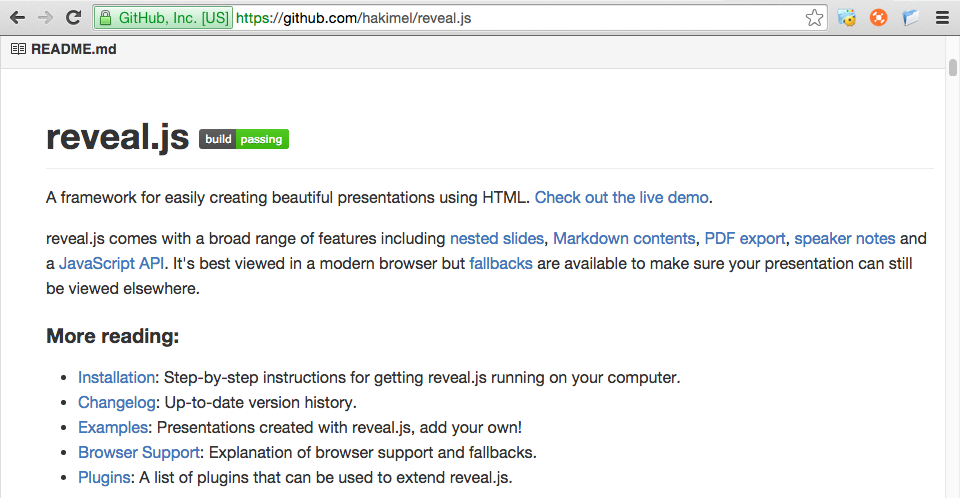 GitHub, Inc. [US] https://github.com/hakimel/reveal.js
README.md
reveal.js build passing
A framework for easily creating beautiful presentations using HTML. Check out the live demo.
reveal.js comes with a broad range of features including nested slides, Markdown contents, PDF export, speaker notes and
a JavaScript API. It's best viewed in a modern browser but fallbacks are available to make sure your presentation can still
be viewed elsewhere.
More reading:
• Installation: Step-by-step instructions for getting reveal.js running on your computer.
• Changelog: Up-to-date version history.
• Examples: Presentations created with reveal.js, add your own!
• Browser Support: Explanation of browser support and fallbacks.
• Plugins: A list of plugins that can be used to extend reveal.js.